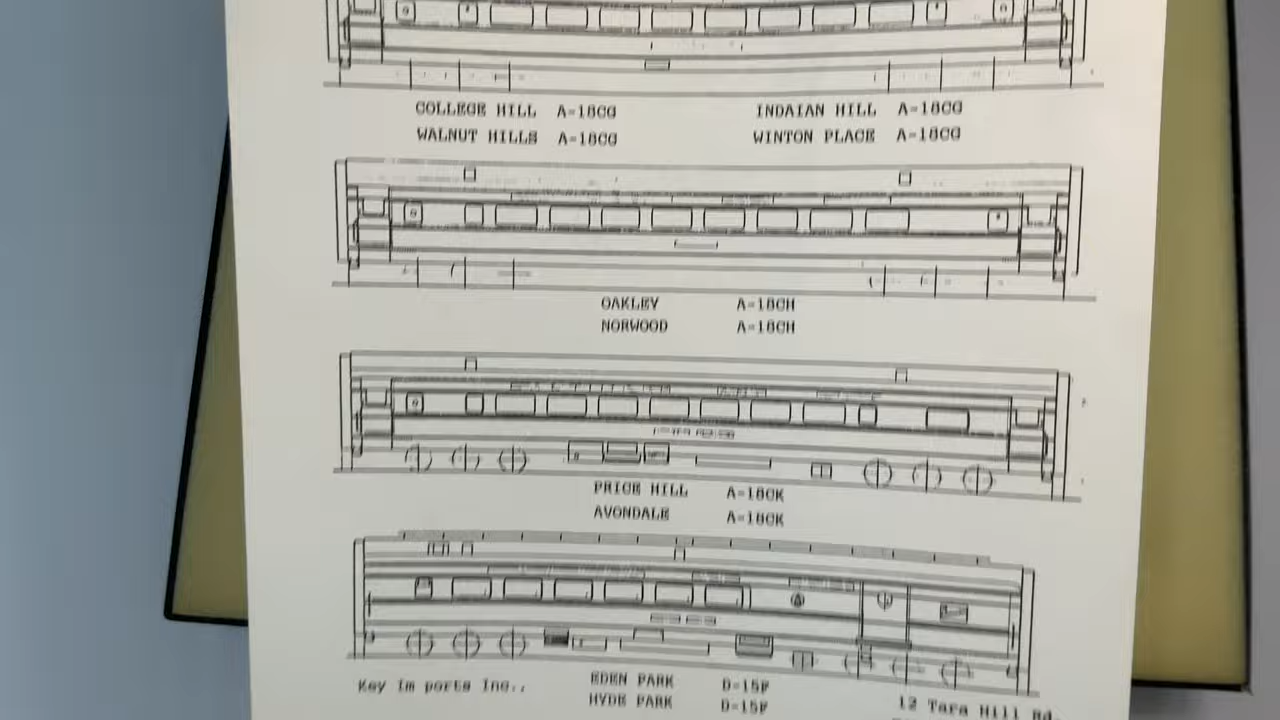 COLLEGE HILL A-18CG INDAIAN HILL A-18CG
WALNUT HILLS A-18CG WINTON PLACE A-18CG
OAKLEY A-18CH
NORWOOD A-18CH
PRICE HILL A-18CK
AVONDALE A-18CK
EDEN PARK D-15F
HYDE PARK D-15F
Key im ports Inc.,
12 Tara Hill Rd.